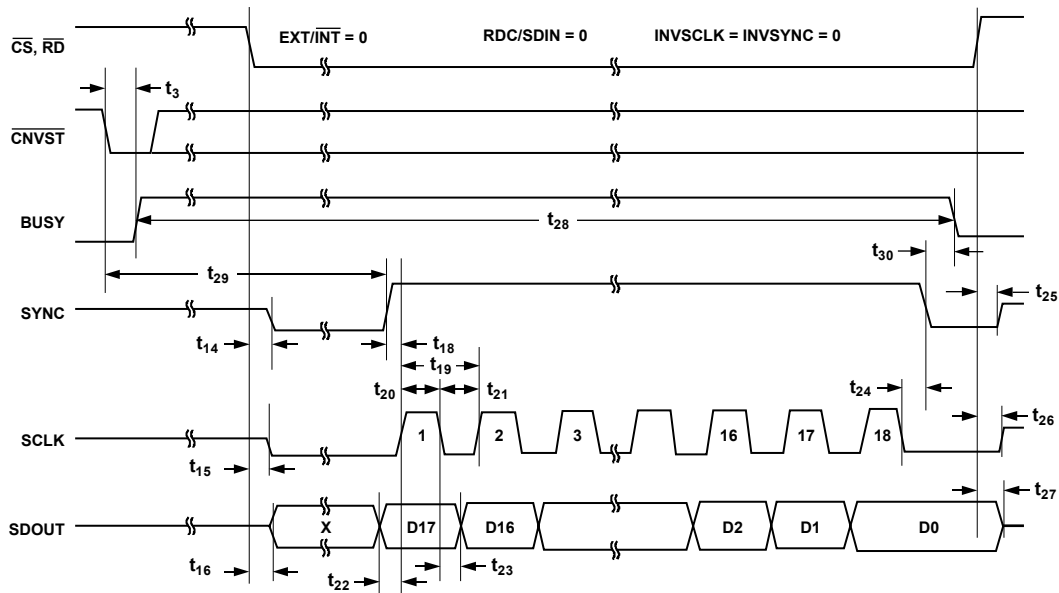 EXT/INT = 0 RDC/SDIN = 0 INVSCLK = INVSYNC = 0
CS, RD
t3
CNVST
BUSY
t28
t30
t29
t25
SYNC
t14
t18
t19
t20
t21
t24
t26
SCLK
1 2 3 16 17 18
t15
t27
SDOUT
X D17 D16 D2 D1 D0
t16
t22
t23